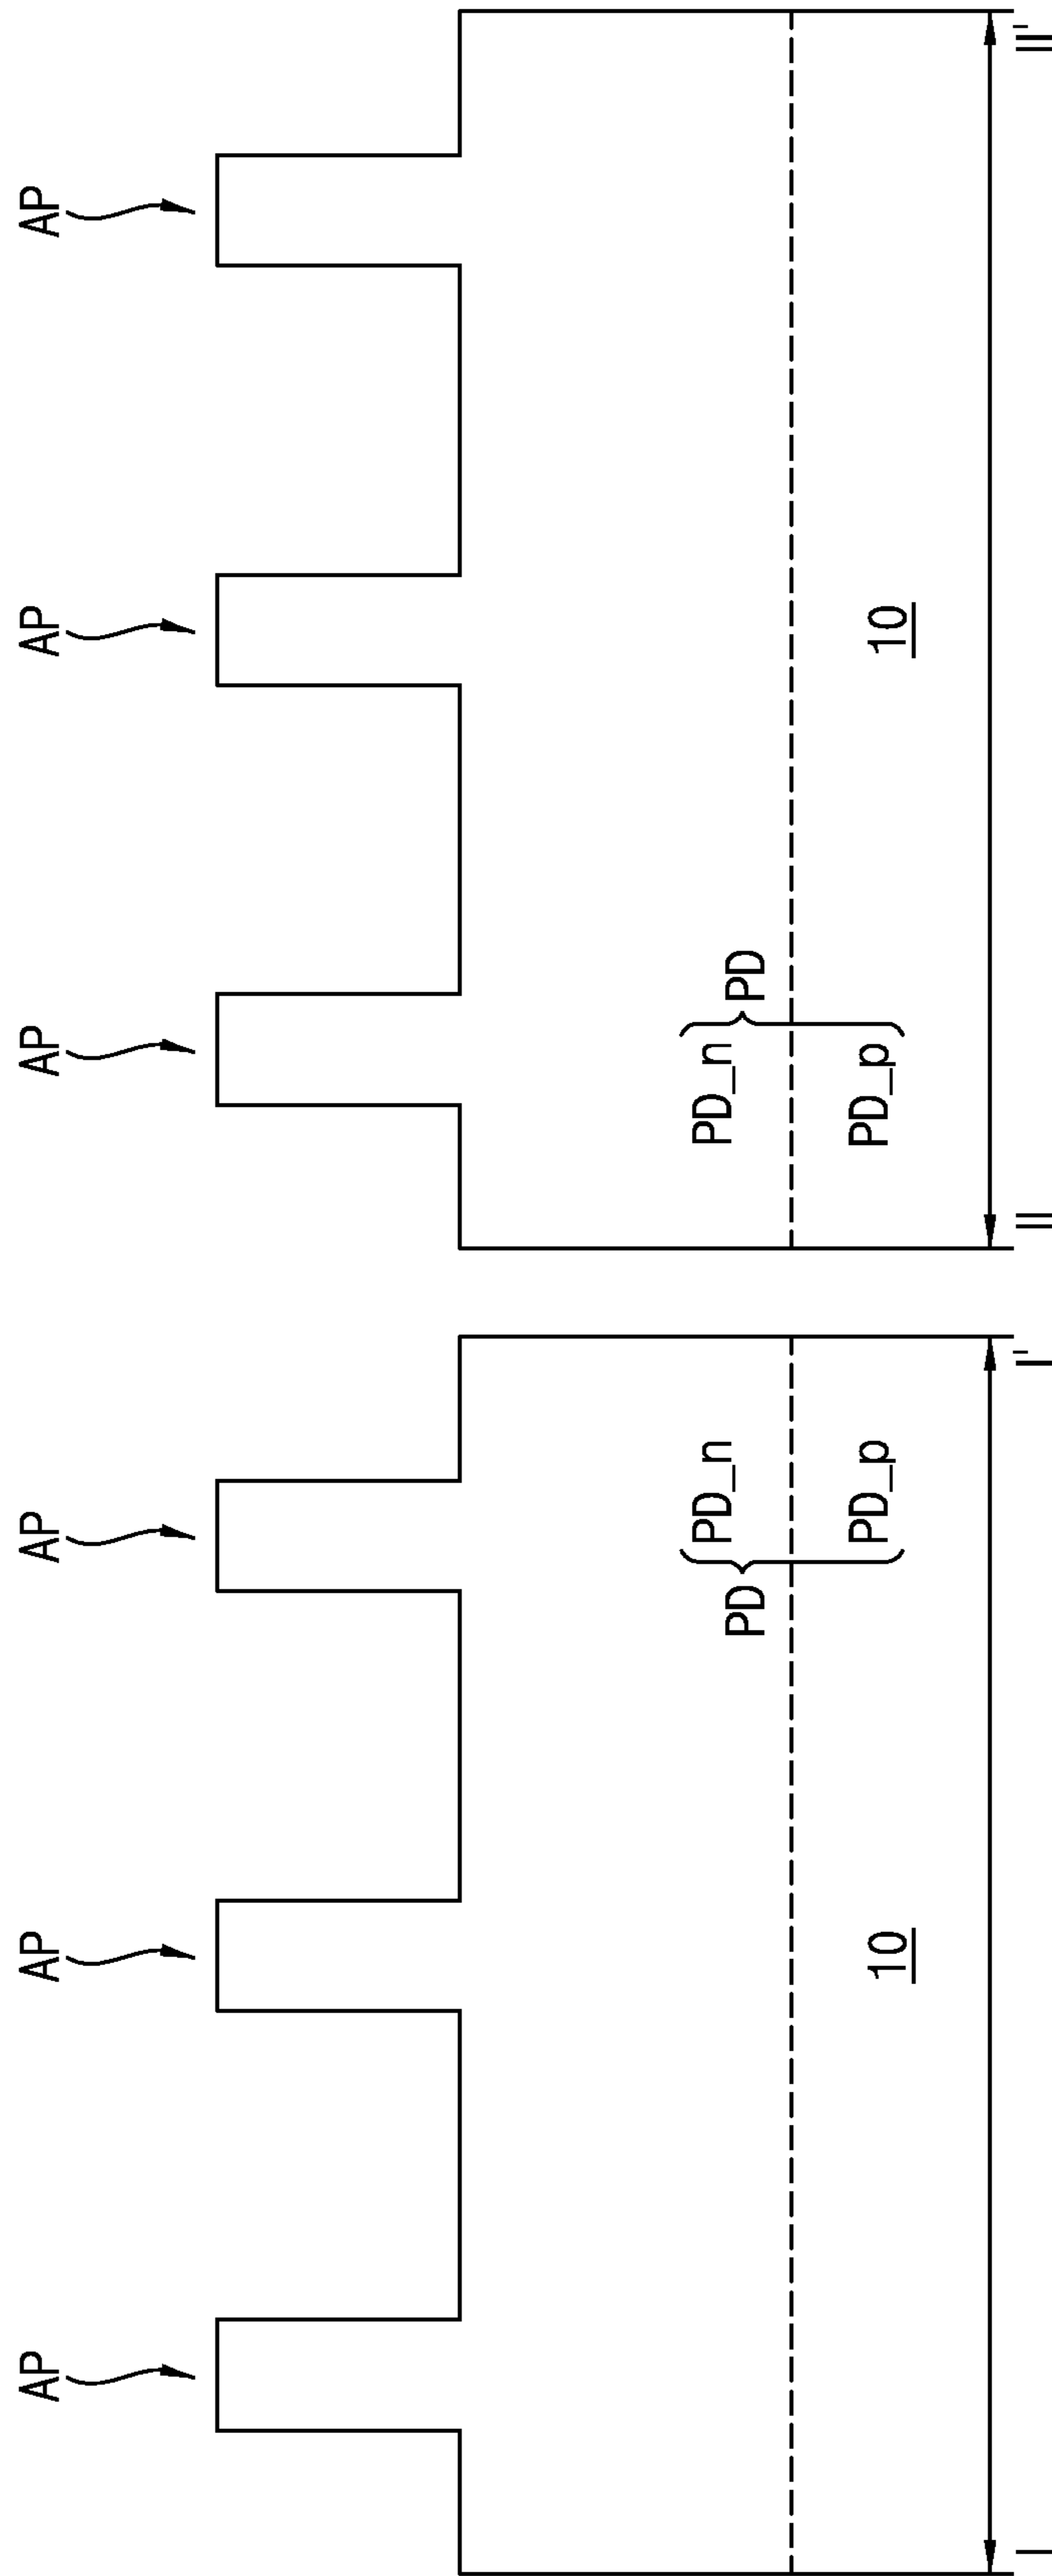 AP AP AP AP AP AP
PD_n PD_n
PD PD
PD_p PD_p
10 10
I I' II II'